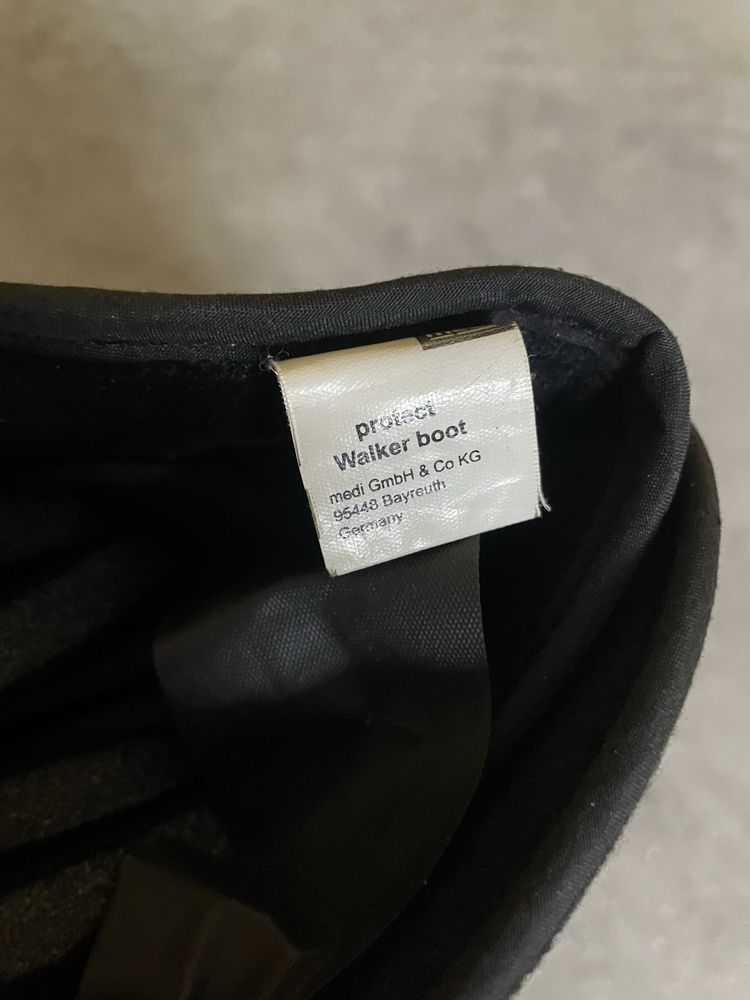 protect
Walker boot
medi GmbH & Co KG
95448 Bayreuth
Germany